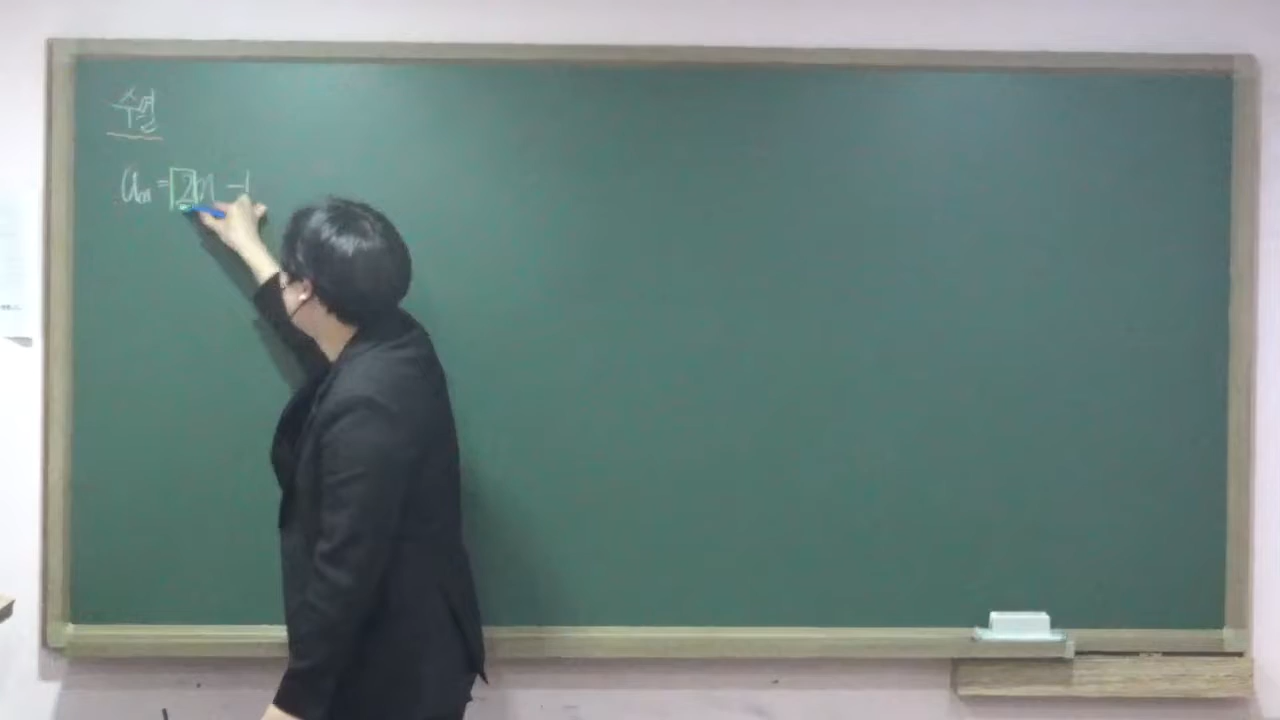 수열
an = 2n - 1